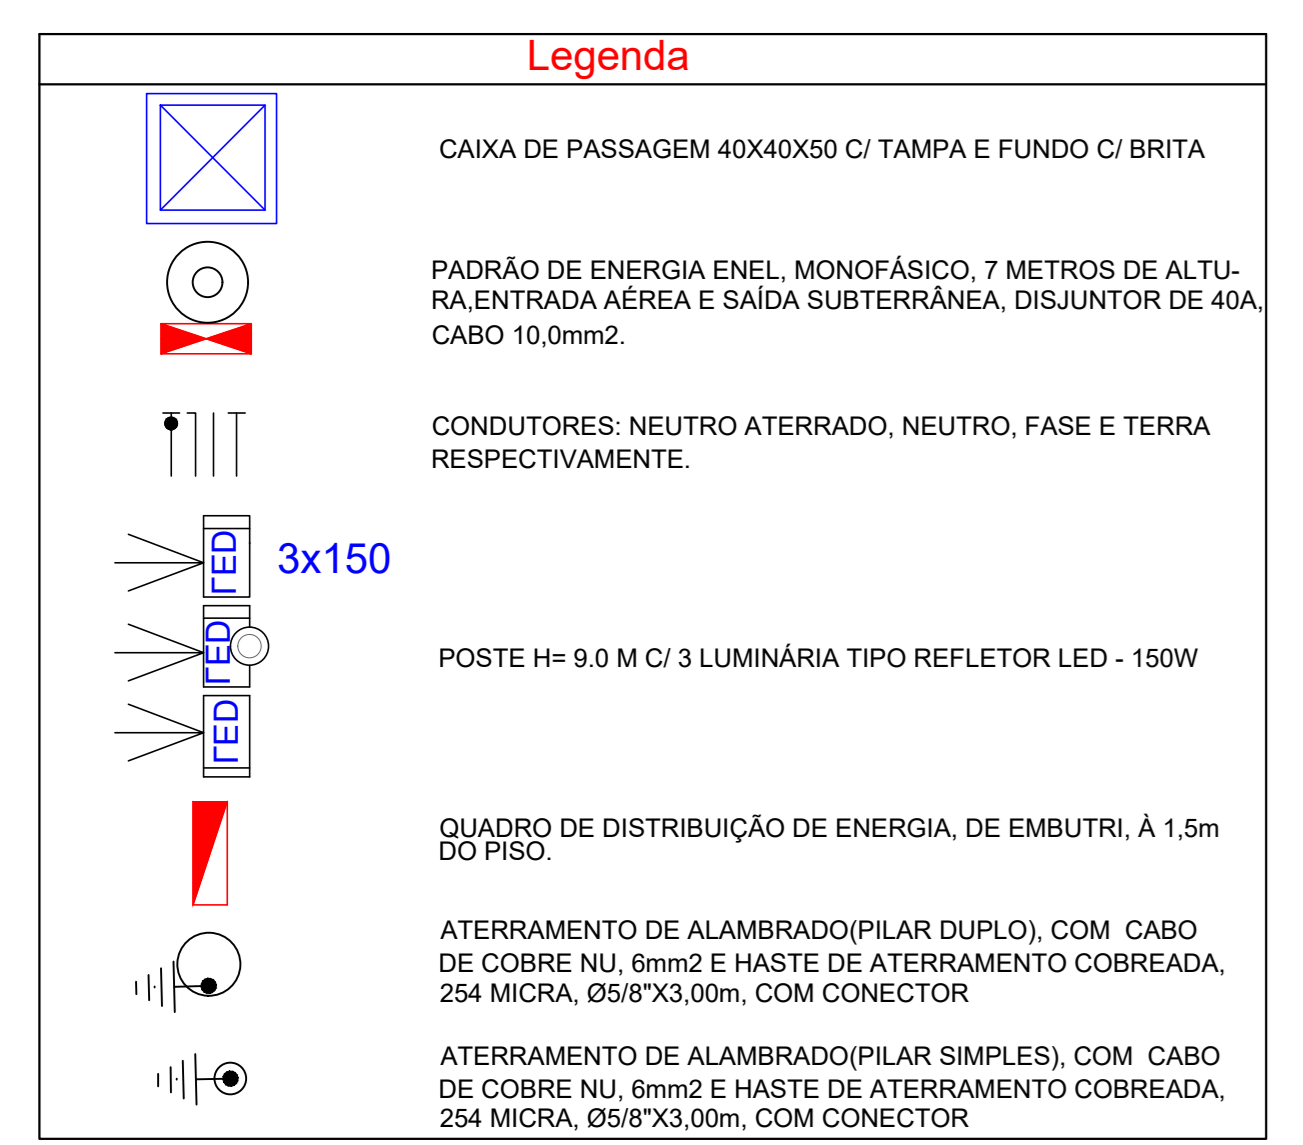 Legenda
CAIXA DE PASSAGEM 40X40X50 C/ TAMPA E FUNDO C/ BRITA
PADRÃO DE ENERGIA ENEL, MONOFÁSICO, 7 METROS DE ALTU-
RA,ENTRADA AÉREA E SAÍDA SUBTERRÂNEA, DISJUNTOR DE 40A,
CABO 10,0mm2.
CONDUTORES: NEUTRO ATERRADO, NEUTRO, FASE E TERRA
RESPECTIVAMENTE.
LED
3x150
LED
POSTE H= 9.0 M C/ 3 LUMINÁRIA TIPO REFLETOR LED - 150W
LED
QUADRO DE DISTRIBUIÇÃO DE ENERGIA, DE EMBUTRI, À 1,5m
DO PISO.
ATERRAMENTO DE ALAMBRADO(PILAR DUPLO), COM CABO
DE COBRE NU, 6mm2 E HASTE DE ATERRAMENTO COBREADA,
254 MICRA, Ø5/8"X3,00m, COM CONECTOR
ATERRAMENTO DE ALAMBRADO(PILAR SIMPLES), COM CABO
DE COBRE NU, 6mm2 E HASTE DE ATERRAMENTO COBREADA,
254 MICRA, Ø5/8"X3,00m, COM CONECTOR